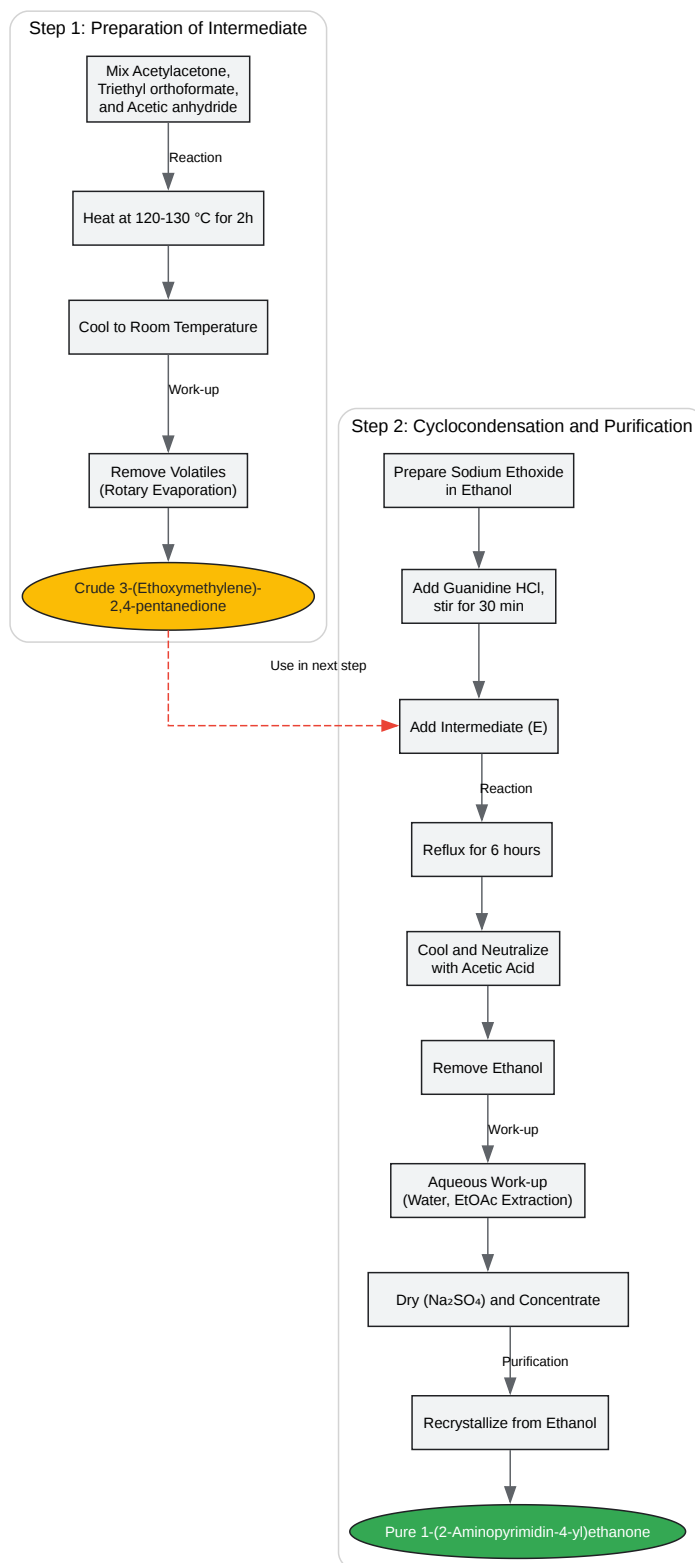 Step 1: Preparation of Intermediate
Mix Acetylacetone,
Triethyl orthoformate,
and Acetic anhydride
Reaction
Heat at 120-130 °C for 2h
Cool to Room Temperature
Work-up
Remove Volatiles
(Rotary Evaporation)
Crude 3-(Ethoxymethylene)-
2,4-pentanedione
Use in next step
Step 2: Cyclocondensation and Purification
Prepare Sodium Ethoxide
in Ethanol
Add Guanidine HCl,
stir for 30 min
Add Intermediate (E)
Reaction
Reflux for 6 hours
Cool and Neutralize
with Acetic Acid
Remove Ethanol
Work-up
Aqueous Work-up
(Water, EtOAc Extraction)
Dry (Na₂SO₄) and Concentrate
Purification
Recrystallize from Ethanol
Pure 1-(2-Aminopyrimidin-4-yl)ethanone